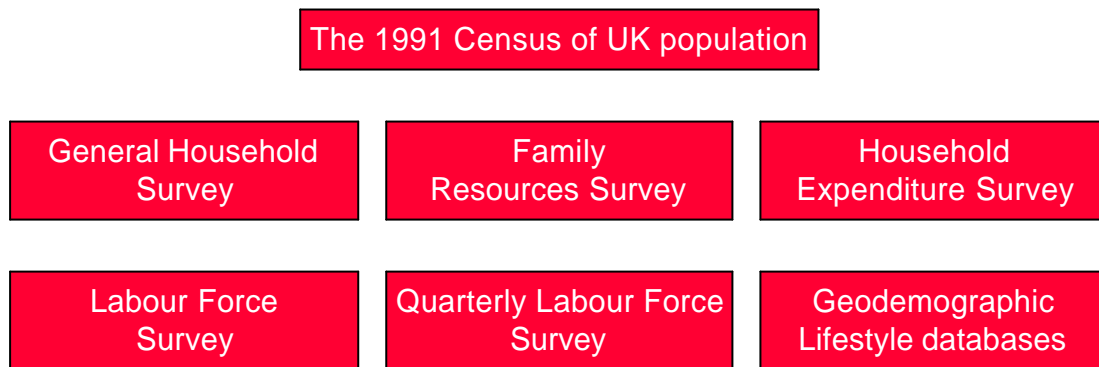 The 1991 Census of UK population
General Household
Survey
Family
Resources Survey
Household
Expenditure Survey
Labour Force
Survey
Quarterly Labour Force
Survey
Geodemographic
Lifestyle databases